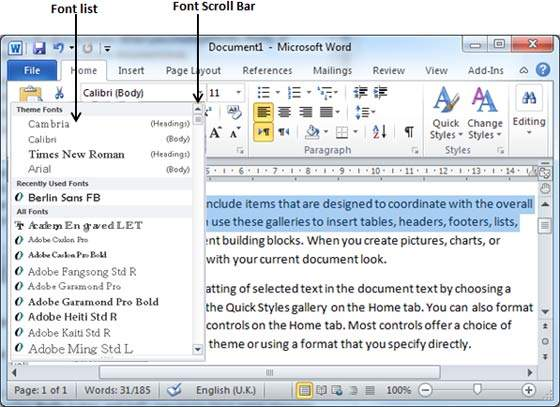 Font list
Font Scroll Bar
Document1 - Microsoft Word
File Home Insert Page Layout References Mailings Review View Add-Ins
Calibri (Body) 11
Paste
Theme Fonts
Cambria (Headings)
Calibri (Body)
Times New Roman (Headings)
Arial (Body)
Recently Used Fonts
Berlin Sans FB
All Fonts
Academy Engraved LET
Adobe Caslon Pro
Adobe Caslon Pro Bold
Adobe Fangsong Std R
Adobe Garamond Pro
Adobe Garamond Pro Bold
Adobe Heiti Std R
Adobe Kaiti Std R
Adobe Ming Std L
Quick Styles
Change Styles
Editing
Paragraph
Styles
nclude items that are designed to coordinate with the overall
use these galleries to insert tables, headers, footers, lists,
ent building blocks. When you create pictures, charts, or
with your current document look.
atting of selected text in the document text by choosing a
the Quick Styles gallery on the Home tab. You can also format
controls on the Home tab. Most controls offer a choice of
theme or using a format that you specify directly.
Page: 1 of 1 Words: 31/185 English (U.K.) 100%